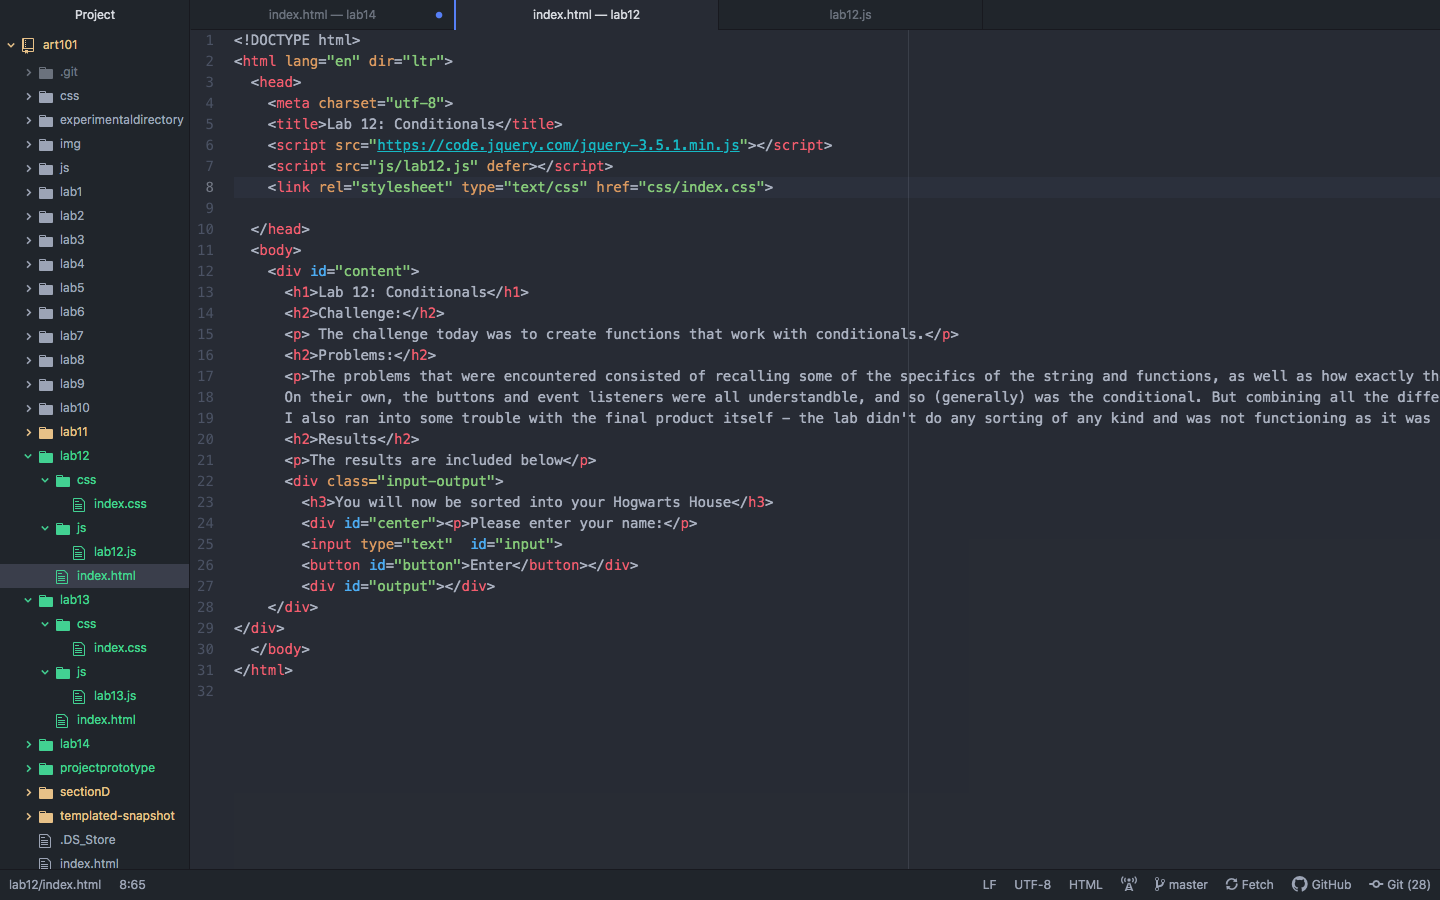 Project
index.html — lab14
index.html — lab12
lab12.js
art101
.git
css
experimentaldirectory
img
js
lab1
lab2
lab3
lab4
lab5
lab6
lab7
lab8
lab9
lab10
lab11
lab12
css
index.css
js
lab12.js
index.html
lab13
css
index.css
js
lab13.js
index.html
lab14
projectprototype
sectionD
templated-snapshot
.DS_Store
index.html
1 <!DOCTYPE html>
2 <html lang="en" dir="ltr">
3 <head>
4 <meta charset="utf-8">
5 <title>Lab 12: Conditionals</title>
6 <script src="https://code.jquery.com/jquery-3.5.1.min.js"></script>
7 <script src="js/lab12.js" defer></script>
8 <link rel="stylesheet" type="text/css" href="css/index.css">
9
10 </head>
11 <body>
12 <div id="content">
13 <h1>Lab 12: Conditionals</h1>
14 <h2>Challenge:</h2>
15 <p> The challenge today was to create functions that work with conditionals.</p>
16 <h2>Problems:</h2>
17 <p>The problems that were encountered consisted of recalling some of the specifics of the string and functions, as well as how exactly th
18 On their own, the buttons and event listeners were all understandble, and so (generally) was the conditional. But combining all the diffe
19 I also ran into some trouble with the final product itself - the lab didn't do any sorting of any kind and was not functioning as it was
20 <h2>Results</h2>
21 <p>The results are included below</p>
22 <div class="input-output">
23 <h3>You will now be sorted into your Hogwarts House</h3>
24 <div id="center"><p>Please enter your name:</p>
25 <input type="text"  id="input">
26 <button id="button">Enter</button></div>
27 <div id="output"></div>
28 </div>
29 </div>
30 </body>
31 </html>
32
lab12/index.html 8:65
LF UTF-8 HTML master Fetch GitHub Git (28)